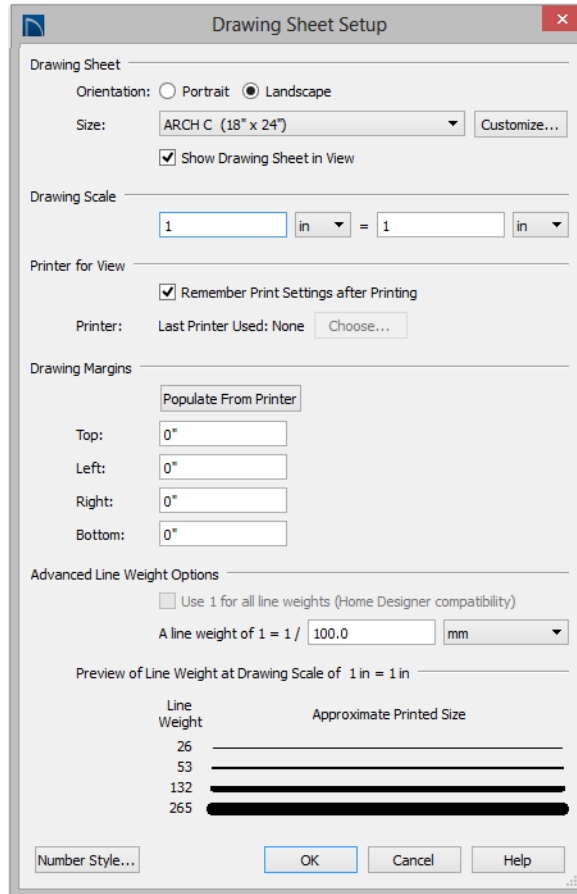 Drawing Sheet Setup
Drawing Sheet
Orientation: Portrait Landscape
Size: ARCH C (18" x 24") Customize...
Show Drawing Sheet in View
Drawing Scale
1 in = 1 in
Printer for View
Remember Print Settings after Printing
Printer: Last Printer Used: None Choose...
Drawing Margins
Populate From Printer
Top: 0"
Left: 0"
Right: 0"
Bottom: 0"
Advanced Line Weight Options
Use 1 for all line weights (Home Designer compatibility)
A line weight of 1 = 1 / 100.0 mm
Preview of Line Weight at Drawing Scale of 1 in = 1 in
Line
Weight
Approximate Printed Size
26
53
132
265
Number Style... OK Cancel Help